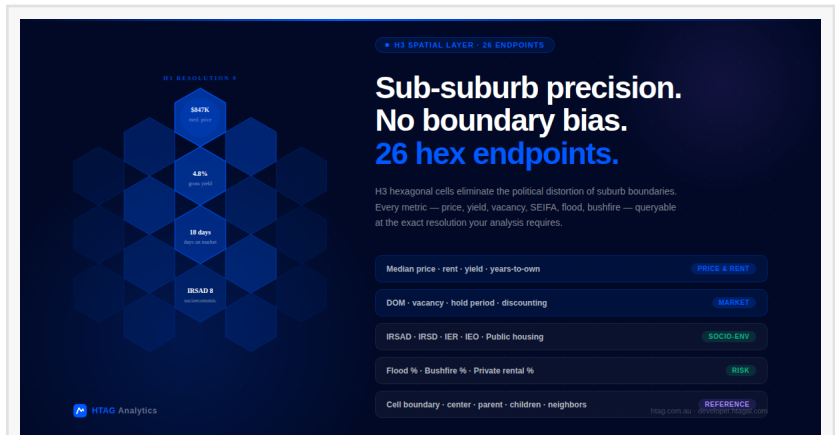 H3 RESOLUTION 8
$847K
med. price
4.8%
gross yield
18 days
days on market
IRSAD 8
socioeconomic
HTAG Analytics
H3 SPATIAL LAYER · 26 ENDPOINTS
Sub-suburb precision.
No boundary bias.
26 hex endpoints.
H3 hexagonal cells eliminate the political distortion of suburb boundaries.
Every metric — price, yield, vacancy, SEIFA, flood, bushfire — queryable
at the exact resolution your analysis requires.
Median price · rent · yield · years-to-own
PRICE & RENT
DOM · vacancy · hold period · discounting
MARKET
IRSAD · IRSD · IER · IEO · Public housing
SOCIO-ENV
Flood % · Bushfire % · Private rental %
RISK
Cell boundary · center · parent · children · neighbors
REFERENCE
htag.com.au · developer.htagai.com